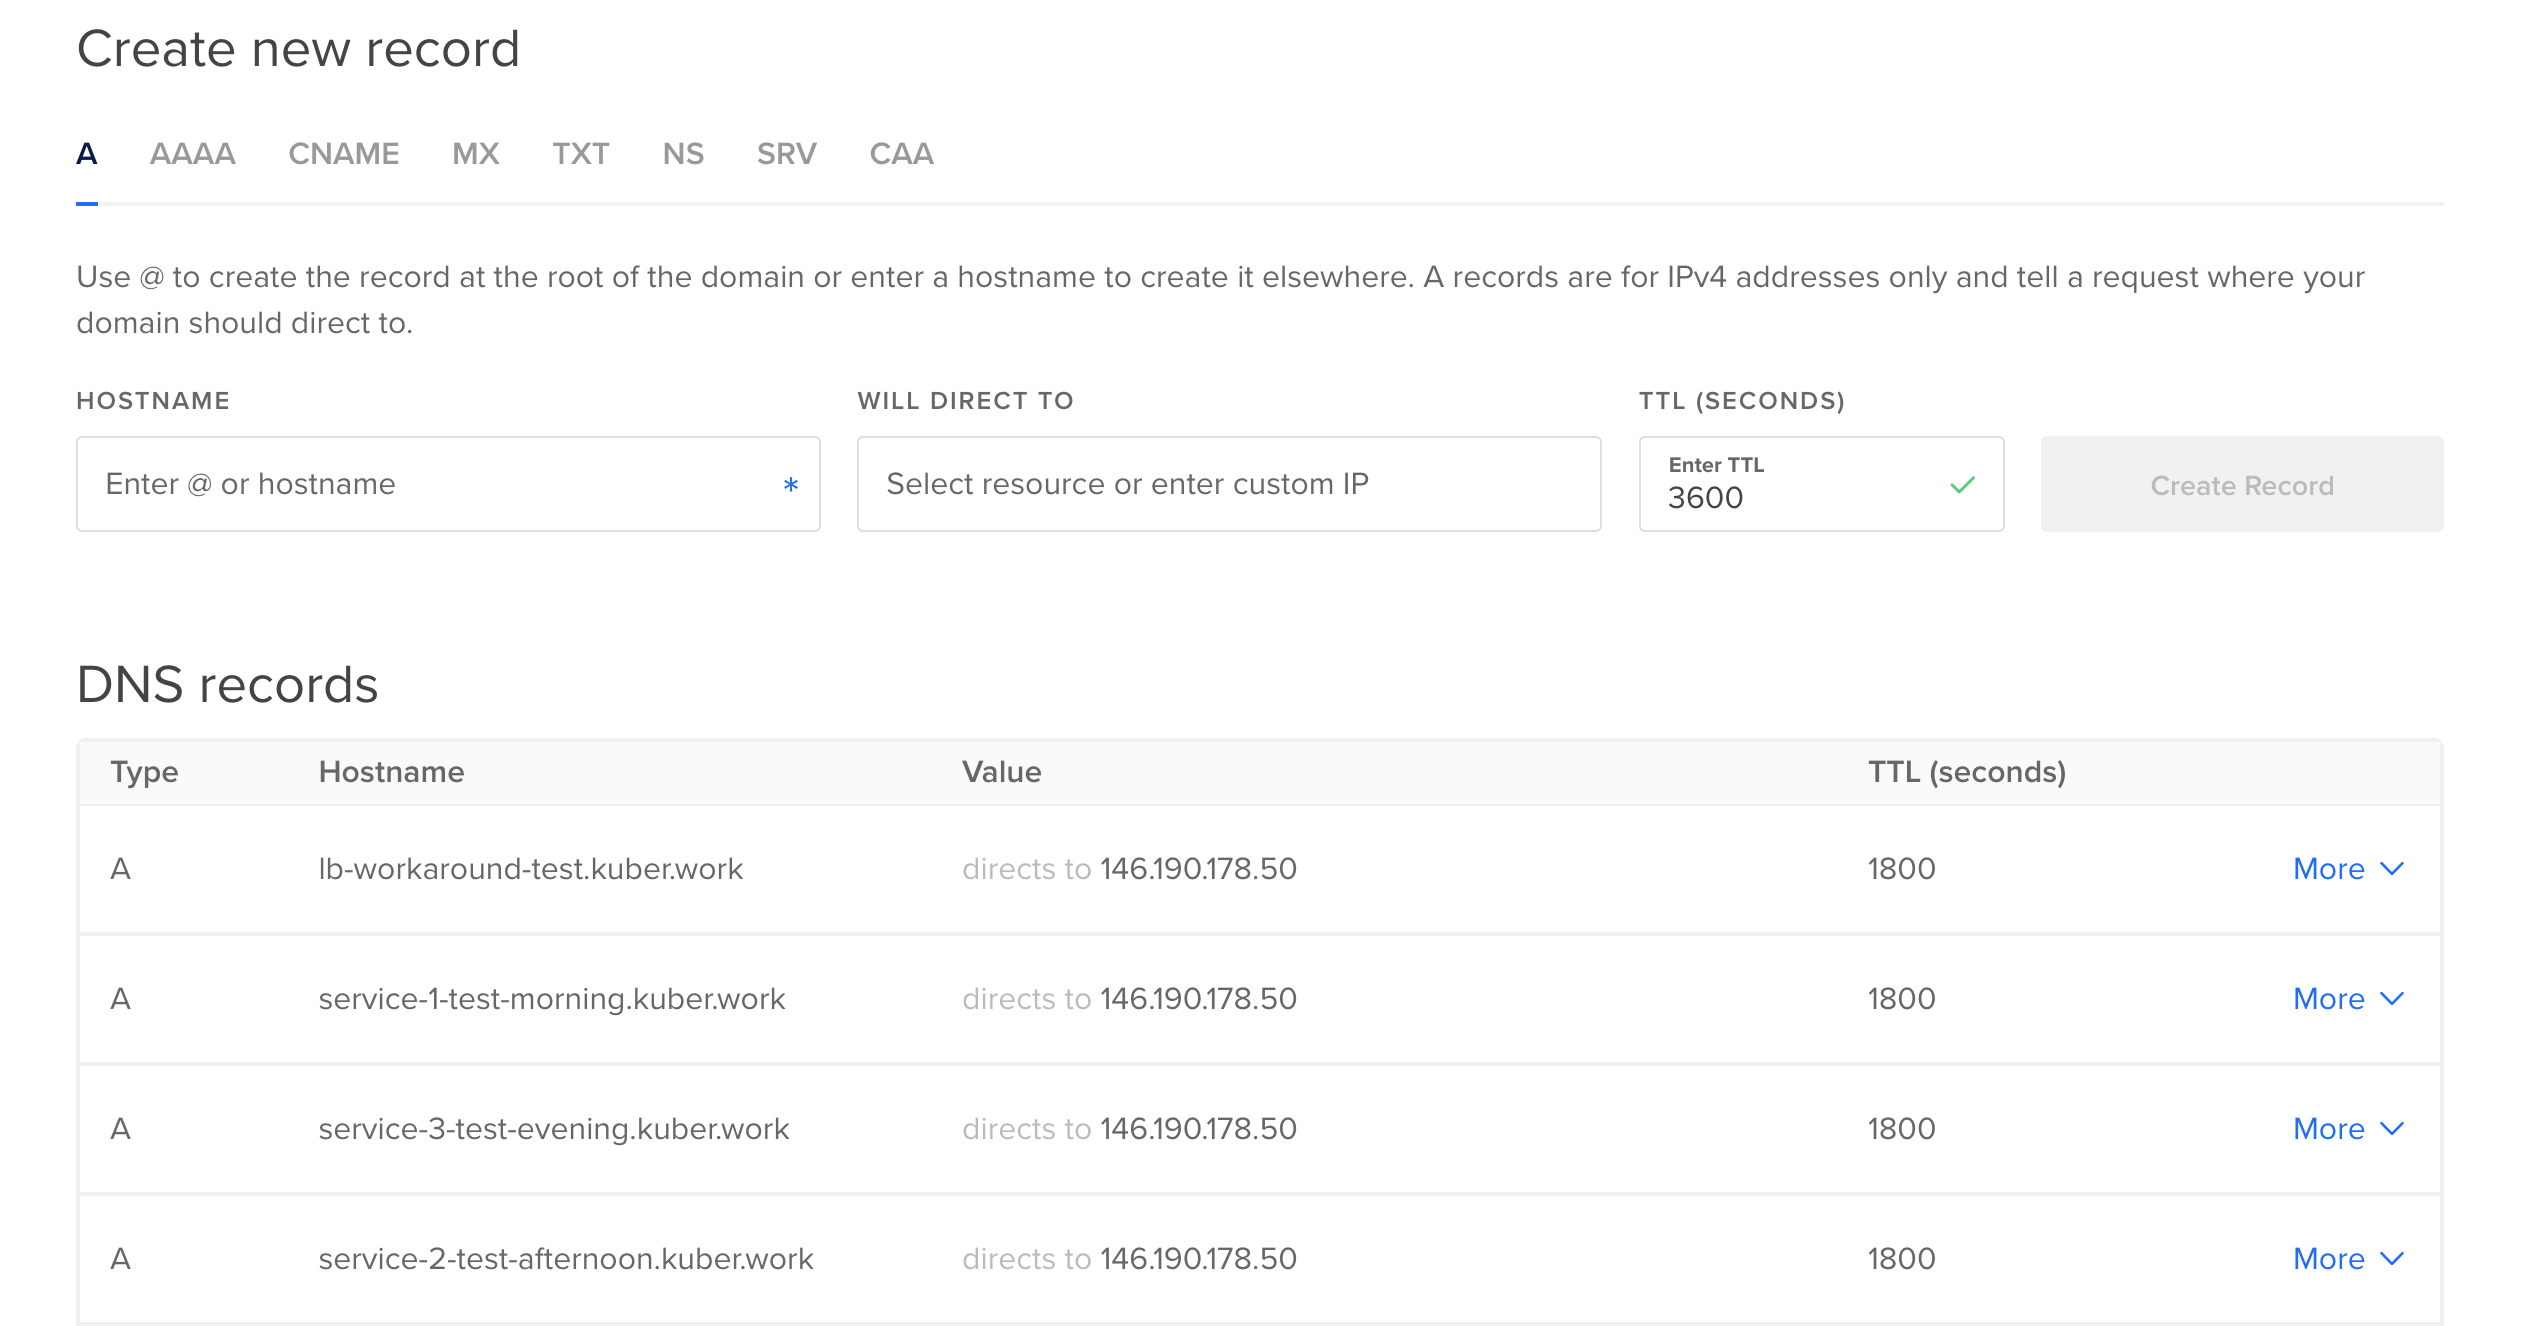 Create new record
A AAAA CNAME MX TXT NS SRV CAA
Use @ to create the record at the root of the domain or enter a hostname to create it elsewhere. A records are for IPv4 addresses only and tell a request where your
domain should direct to.
HOSTNAME WILL DIRECT TO TTL (SECONDS)
Enter @ or hostname * Select resource or enter custom IP Enter TTL
3600
Create Record
DNS records
Type Hostname Value TTL (seconds)
A lb-workaround-test.kuber.work directs to 146.190.178.50 1800 More
A service-1-test-morning.kuber.work directs to 146.190.178.50 1800 More
A service-3-test-evening.kuber.work directs to 146.190.178.50 1800 More
A service-2-test-afternoon.kuber.work directs to 146.190.178.50 1800 More